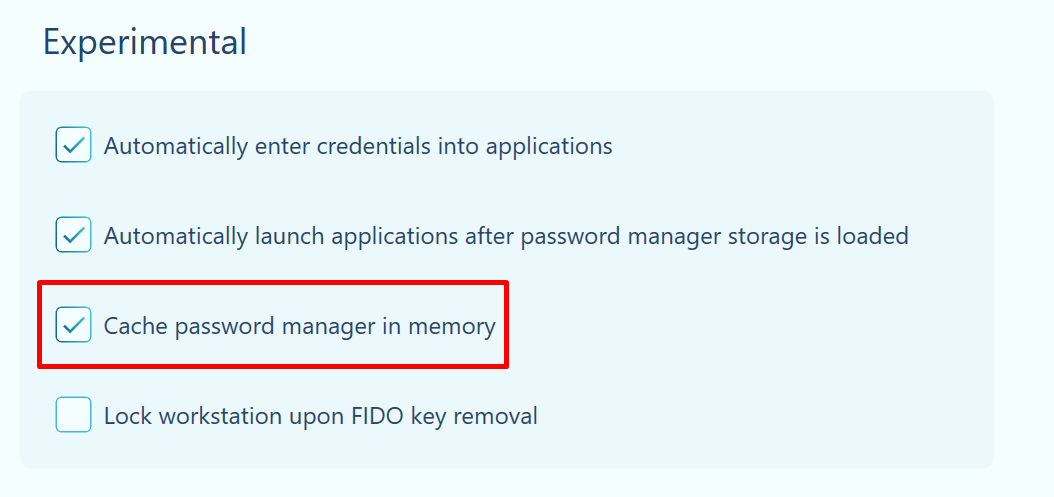 Experimental
Automatically enter credentials into applications
Automatically launch applications after password manager storage is loaded
Cache password manager in memory
Lock workstation upon FIDO key removal